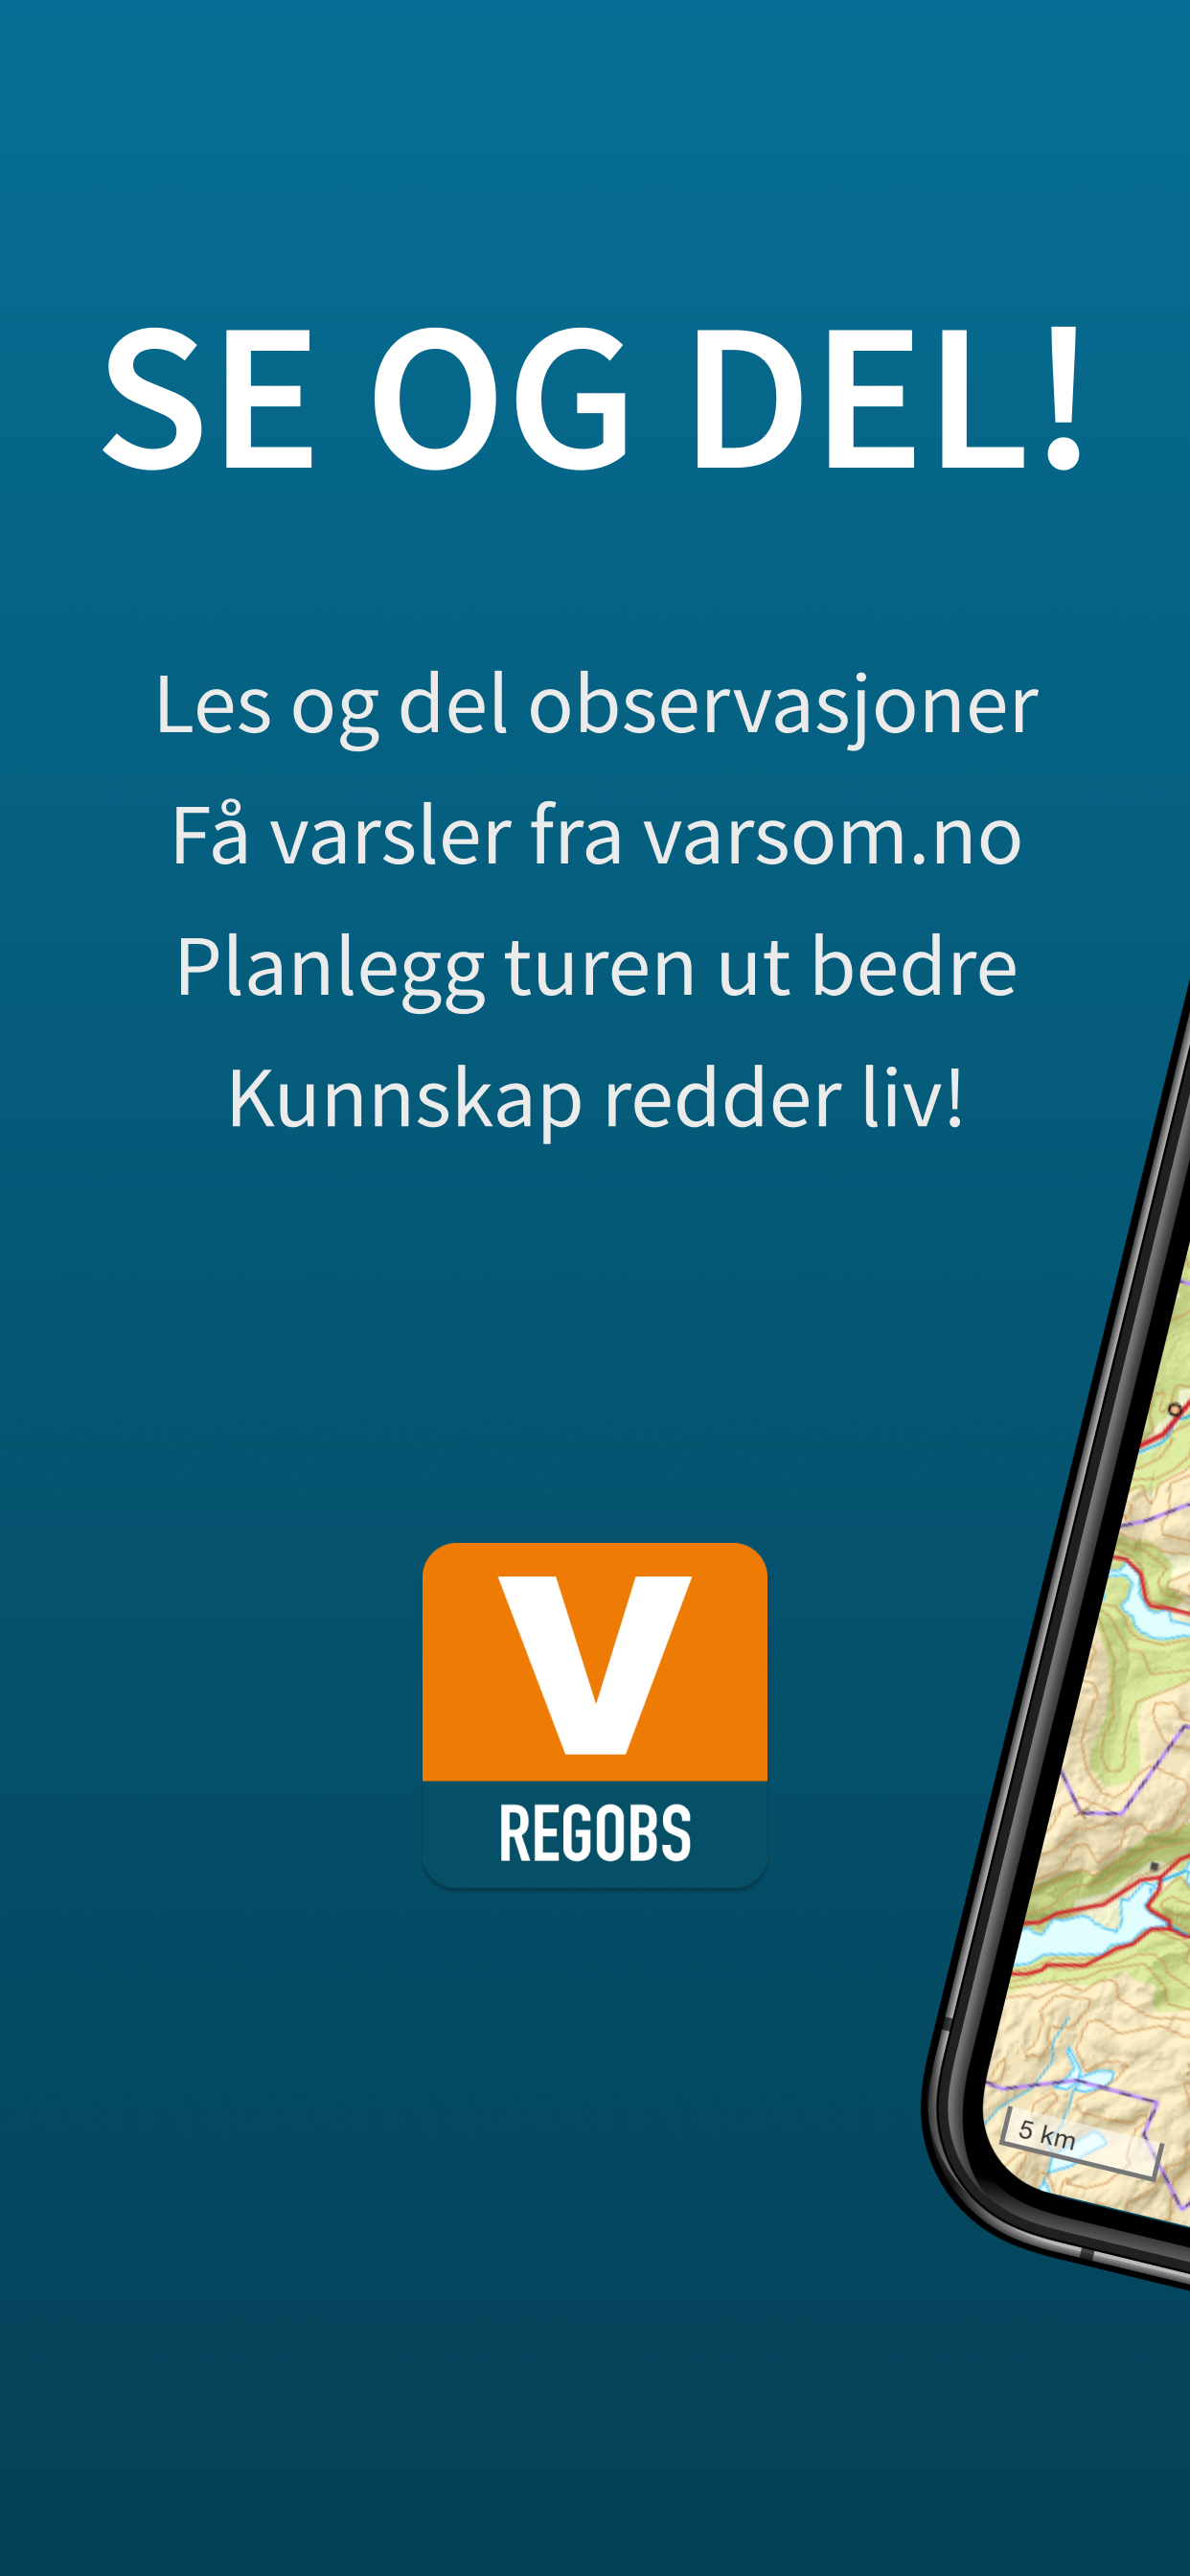 SE OG DEL!
Les og del observasjoner
Få varsler fra varsom.no
Planlegg turen ut bedre
Kunnskap redder liv!
V
REGOBS
5 km